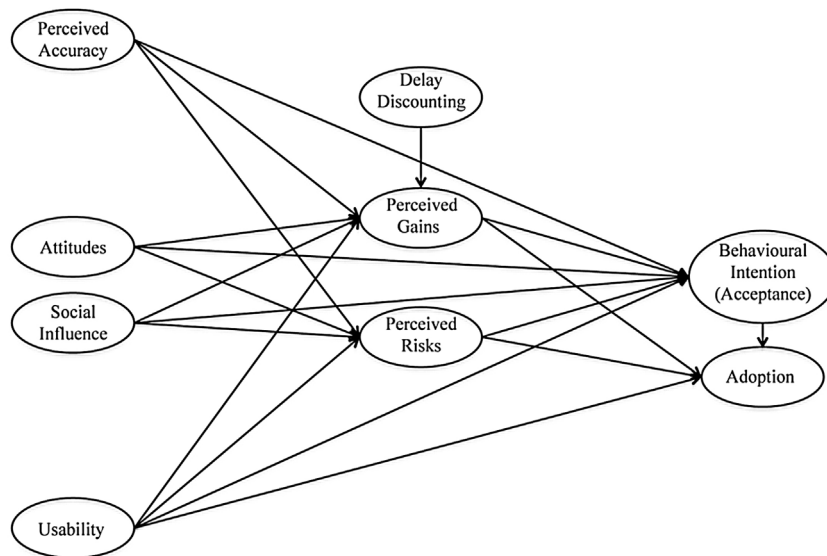 Perceived
Accuracy
Delay
Discounting
Perceived
Gains
Attitudes
Behavioural
Intention
(Acceptance)
Social
Influence
Perceived
Risks
Adoption
Usability